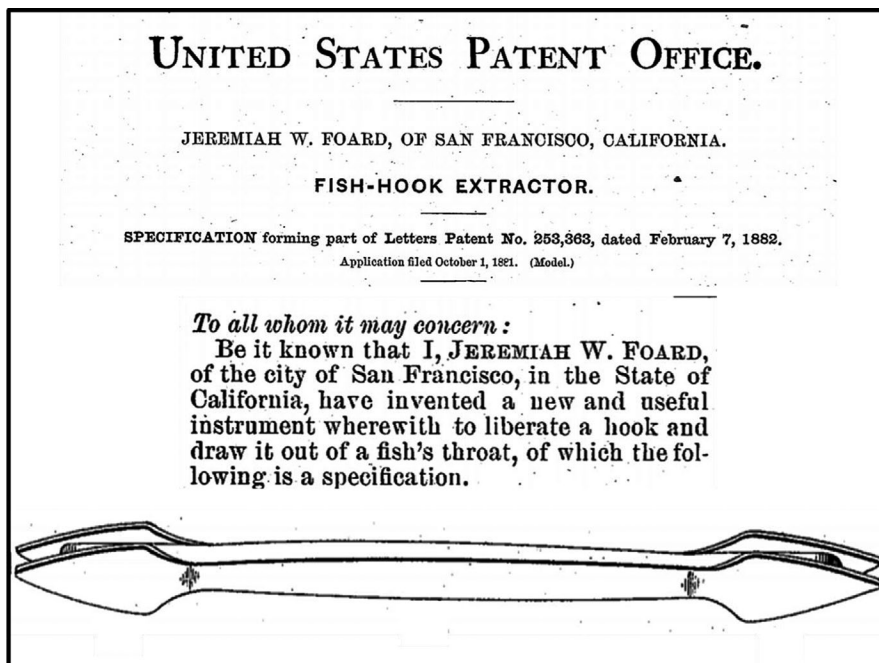 UNITED STATES PATENT OFFICE.
JEREMIAH W. FOARD, OF SAN FRANCISCO, CALIFORNIA.
FISH-HOOK EXTRACTOR.
SPECIFICATION forming part of Letters Patent No. 253,363, dated February 7, 1882.
Application filed October 1, 1881. (Model.)
To all whom it may concern:
Be it known that I, JEREMIAH W. FOARD,
of the city of San Francisco, in the State of
California, have invented a new and useful
instrument wherewith to liberate a hook and
draw it out of a fish's throat, of which the fol-
lowing is a specification.